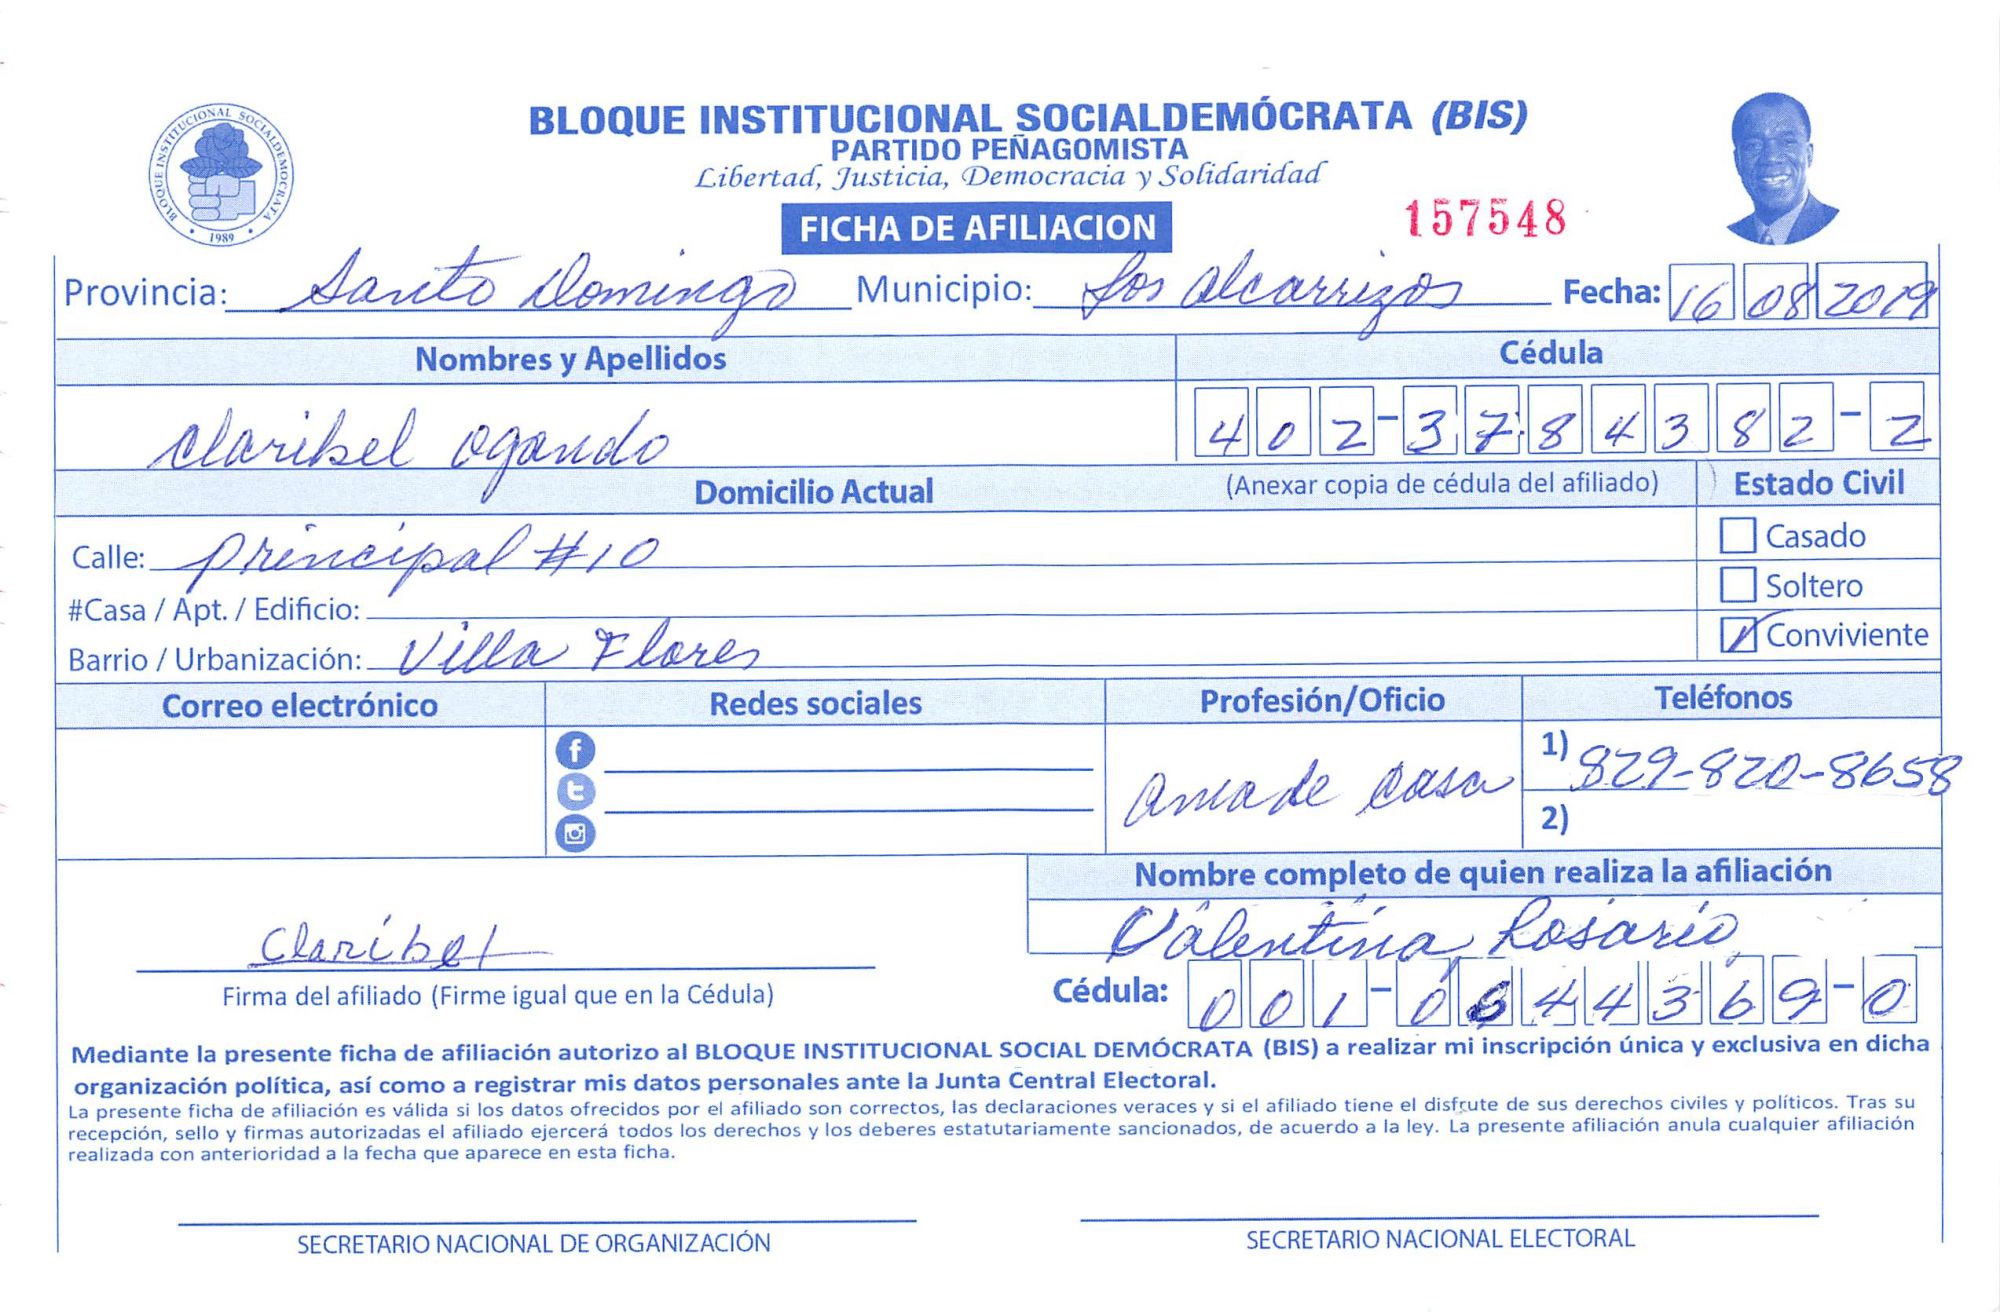 BLOQUE INSTITUCIONAL SOCIALDEMOCRATA
1989
BLOQUE INSTITUCIONAL SOCIALDEMÓCRATA (BIS)
PARTIDO PEÑAGOMISTA
Libertad, Justicia, Democracia y Solidaridad
FICHA DE AFILIACION
157548
Provincia: Santo Domingo Municipio: Los Alcarrizos Fecha: 16 08 2019
Nombres y Apellidos Cédula
Claribel Ogando 402-3784382-2
Domicilio Actual (Anexar copia de cédula del afiliado) Estado Civil
Calle: principal #10 Casado
#Casa / Apt. / Edificio: Soltero
Barrio / Urbanización: Villa Flores Conviviente
Correo electrónico Redes sociales Profesión/Oficio Teléfonos
ama de casa 1) 829-820-8658
2)
Nombre completo de quien realiza la afiliación
Claribel Valentina Rosario
Firma del afiliado (Firme igual que en la Cédula) Cédula: 001-0644369-0
Mediante la presente ficha de afiliación autorizo al BLOQUE INSTITUCIONAL SOCIAL DEMÓCRATA (BIS) a realizar mi inscripción única y exclusiva en dicha
organización política, así como a registrar mis datos personales ante la Junta Central Electoral.
La presente ficha de afiliación es válida si los datos ofrecidos por el afiliado son correctos, las declaraciones veraces y si el afiliado tiene el disfrute de sus derechos civiles y políticos. Tras su
recepción, sello y firmas autorizadas el afiliado ejercerá todos los derechos y los deberes estatutariamente sancionados, de acuerdo a la ley. La presente afiliación anula cualquier afiliación
realizada con anterioridad a la fecha que aparece en esta ficha.
SECRETARIO NACIONAL DE ORGANIZACIÓN SECRETARIO NACIONAL ELECTORAL